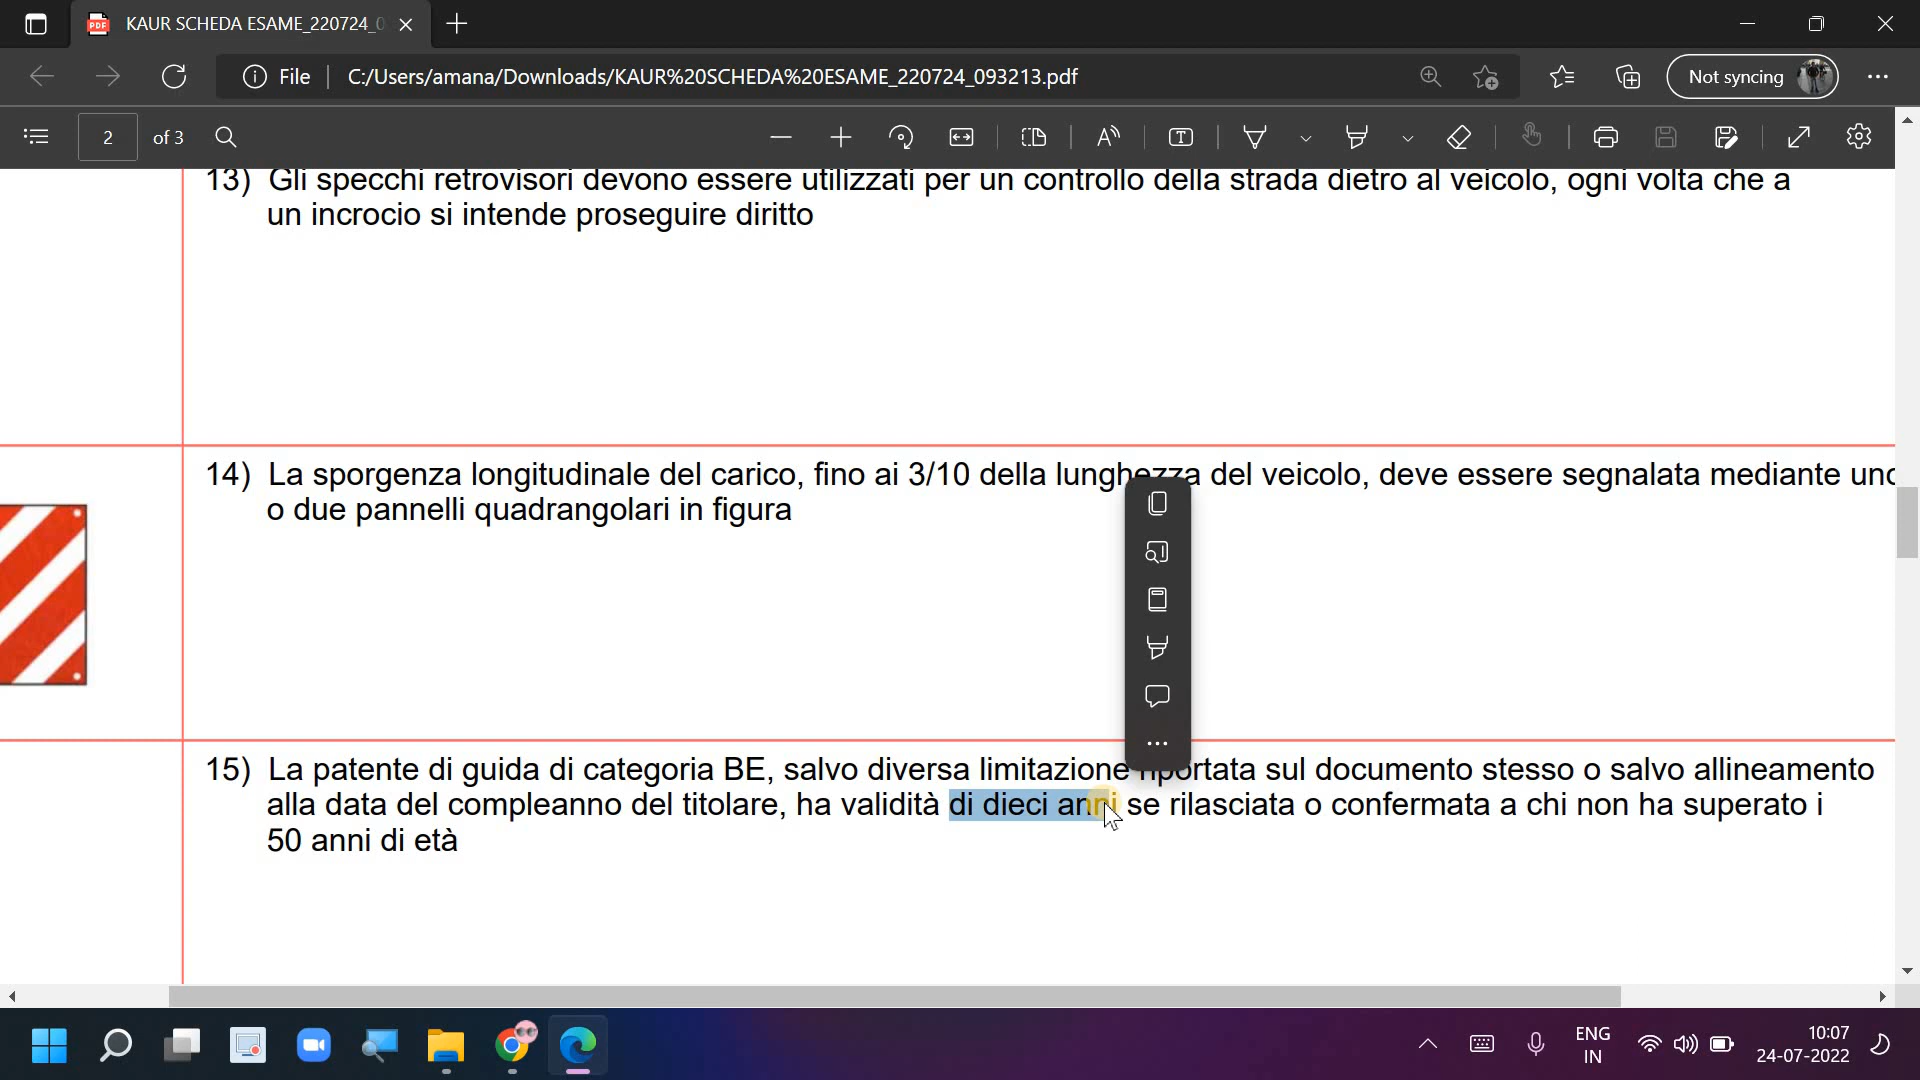 KAUR SCHEDA ESAME_220724_0
File
C:/Users/amana/Downloads/KAUR%20SCHEDA%20ESAME_220724_093213.pdf
Not syncing
2 of 3
13) Gli specchi retrovisori devono essere utilizzati per un controllo della strada dietro al veicolo, ogni volta che a
un incrocio si intende proseguire diritto
14) La sporgenza longitudinale del carico, fino ai 3/10 della lunghezza del veicolo, deve essere segnalata mediante
o due pannelli quadrangolari in figura
15) La patente di guida di categoria BE, salvo diversa limitazione riportata sul documento stesso o salvo allineamento
alla data del compleanno del titolare, ha validità di dieci anni se rilasciata o confermata a chi non ha superato i
50 anni di età
ENG
IN
10:07
24-07-2022